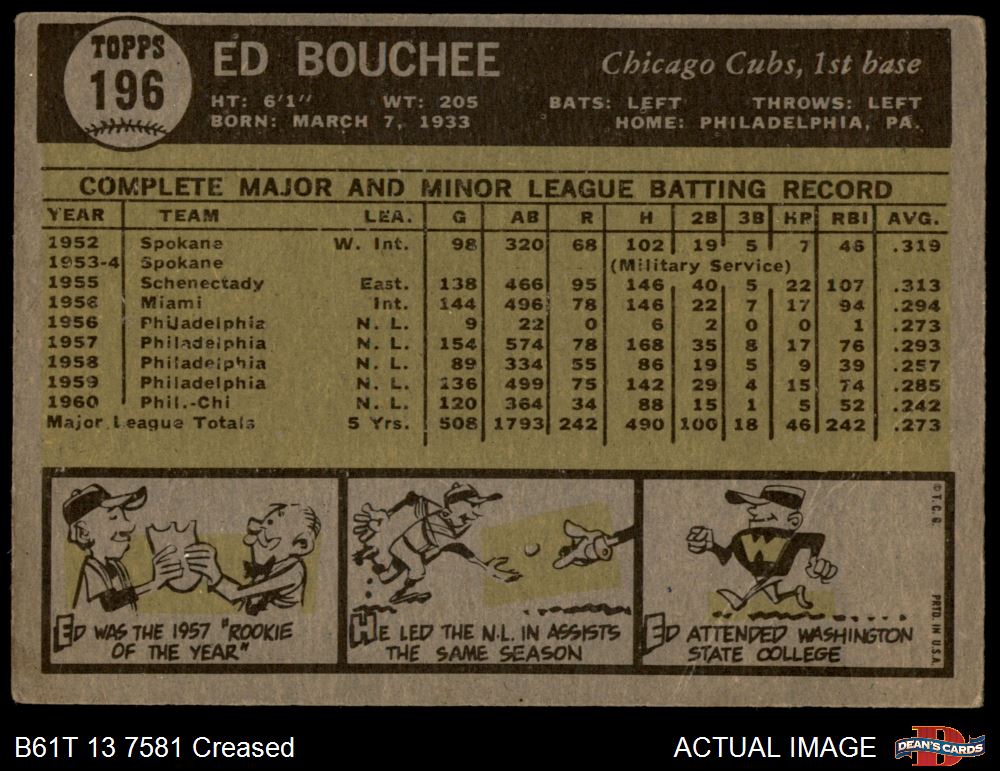 TOPPS
196
ED BOUCHEE
Chicago Cubs, 1st base
HT: 6'1" WT: 205 BATS: LEFT THROWS: LEFT
BORN: MARCH 7, 1933 HOME: PHILADELPHIA, PA.
COMPLETE MAJOR AND MINOR LEAGUE BATTING RECORD
YEAR TEAM LEA. G AB R H 2B 3B HR RBI AVG.
1952 Spokane W. Int. 98 320 68 102 19 5 7 46 .319
1953-4 Spokane (Military Service)
1955 Schenectady East. 138 466 95 146 40 5 22 107 .313
1956 Miami Int. 144 496 78 146 22 7 17 94 .294
1956 Philadelphia N. L. 9 22 0 6 2 0 0 1 .273
1957 Philadelphia N. L. 154 574 78 168 35 8 17 76 .293
1958 Philadelphia N. L. 89 334 55 86 19 5 9 39 .257
1959 Philadelphia N. L. 136 499 75 142 29 4 15 74 .285
1960 Phil.-Chi N. L. 120 364 34 88 15 1 5 52 .242
Major League Totals 5 Yrs. 508 1793 242 490 100 18 46 242 .273
W
ED WAS THE 1957 "ROOKIE
OF THE YEAR"
HE LED THE N.L. IN ASSISTS
THE SAME SEASON
ED ATTENDED WASHINGTON
STATE COLLEGE
© T. C. G.
PRTD. IN U.S.A.
B61T 13 7581 Creased
ACTUAL IMAGE
D
DEAN'S CARDS